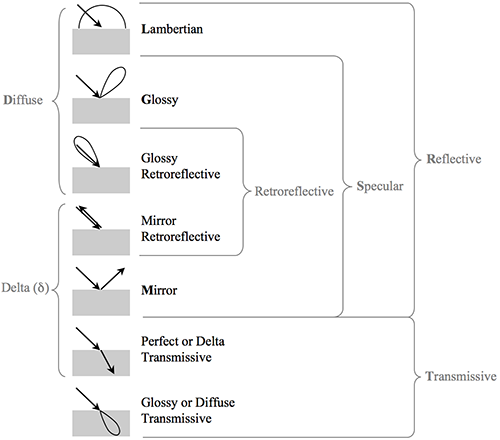 Lambertian
Diffuse
Glossy
Reflective
Glossy
Retroreflective
Retroreflective
Specular
Mirror
Retroreflective
Delta (δ)
Mirror
Perfect or Delta
Transmissive
Transmissive
Glossy or Diffuse
Transmissive